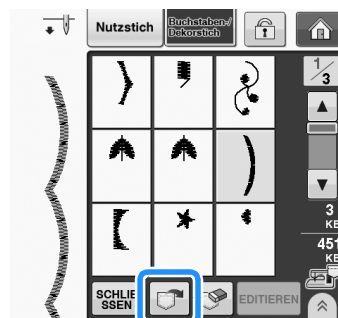 Nutzstich
Buchstaben-/
Dekorstich
1/3
3
KB
451
KB
SCHLIE
SSEN
EDITIEREN